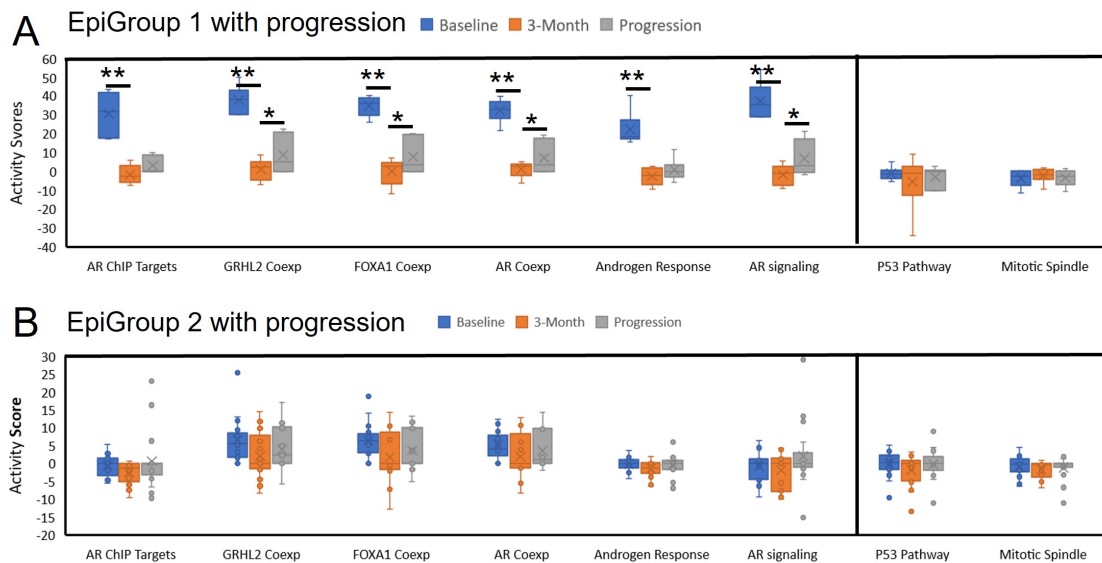 A EpiGroup 1 with progression Baseline 3-Month Progression
Activity Svores
60
50
40
30
20
10
0
-10
-20
-30
-40
** ** ** ** ** **
* * * *
AR ChIP Targets GRHL2 Coexp FOXA1 Coexp AR Coexp Androgen Response AR signaling P53 Pathway Mitotic Spindle
B EpiGroup 2 with progression Baseline 3-Month Progression
Activity Score
30
25
20
15
10
5
0
-5
-10
-15
-20
AR ChIP Targets GRHL2 Coexp FOXA1 Coexp AR Coexp Androgen Response AR signaling P53 Pathway Mitotic Spindle